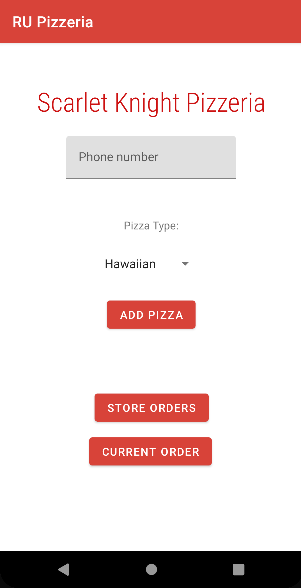 RU Pizzeria
Scarlet Knight Pizzeria
Phone number
Pizza Type:
Hawaiian
ADD PIZZA
STORE ORDERS
CURRENT ORDER